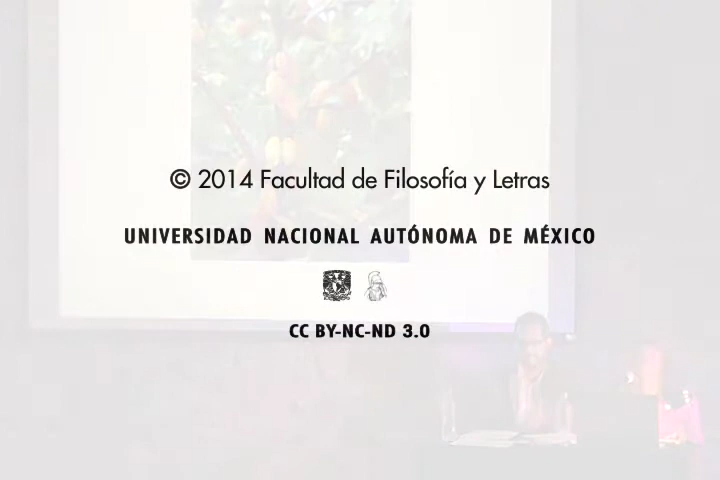 © 2014 Facultad de Filosofía y Letras
UNIVERSIDAD NACIONAL AUTÓNOMA DE MÉXICO
CC BY-NC-ND 3.0